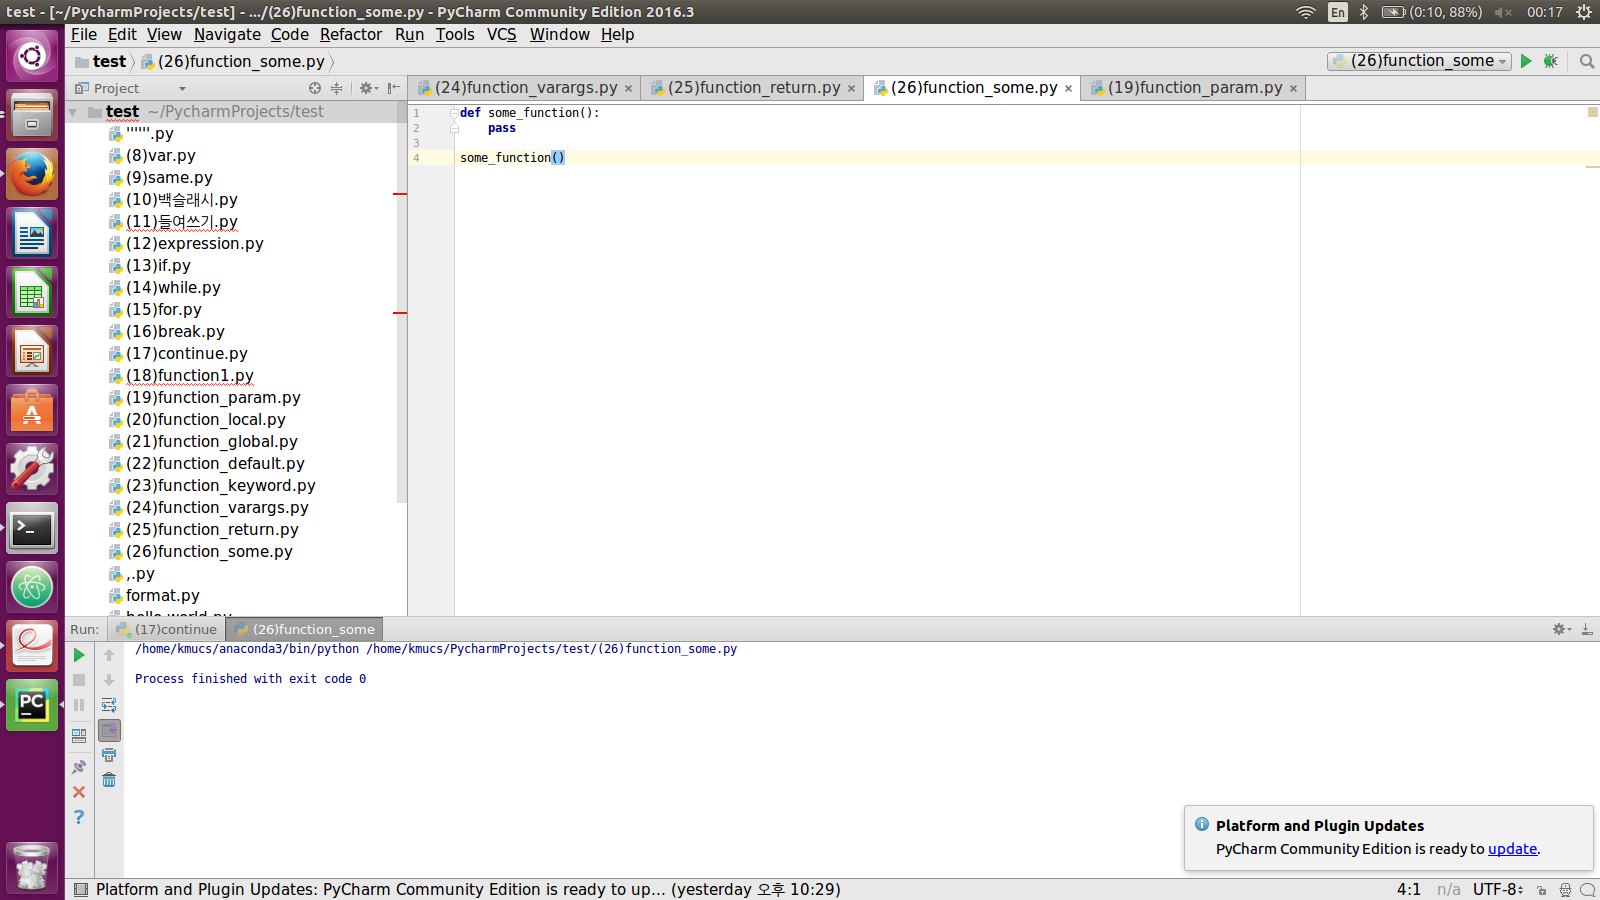 test - [~/PycharmProjects/test] - .../(26)function_some.py - PyCharm Community Edition 2016.3
En
(0:10, 88%)
00:17
File Edit View Navigate Code Refactor Run Tools VCS Window Help
test
(26)function_some.py
(26)function_some
Project
(24)function_varargs.py ×
(25)function_return.py ×
(26)function_some.py ×
(19)function_param.py ×
test ~/PycharmProjects/test
"""".py
(8)var.py
(9)same.py
(10)백슬래시.py
(11)들여쓰기.py
(12)expression.py
(13)if.py
(14)while.py
(15)for.py
(16)break.py
(17)continue.py
(18)function1.py
(19)function_param.py
(20)function_local.py
(21)function_global.py
(22)function_default.py
(23)function_keyword.py
(24)function_varargs.py
(25)function_return.py
(26)function_some.py
,.py
format.py
1 def some_function():
2     pass
3
4 some_function()
Run:
(17)continue
(26)function_some
/home/kmucs/anaconda3/bin/python /home/kmucs/PycharmProjects/test/(26)function_some.py
Process finished with exit code 0
PC
Platform and Plugin Updates
PyCharm Community Edition is ready to update.
Platform and Plugin Updates: PyCharm Community Edition is ready to up... (yesterday 오후 10:29)
4:1
n/a
UTF-8